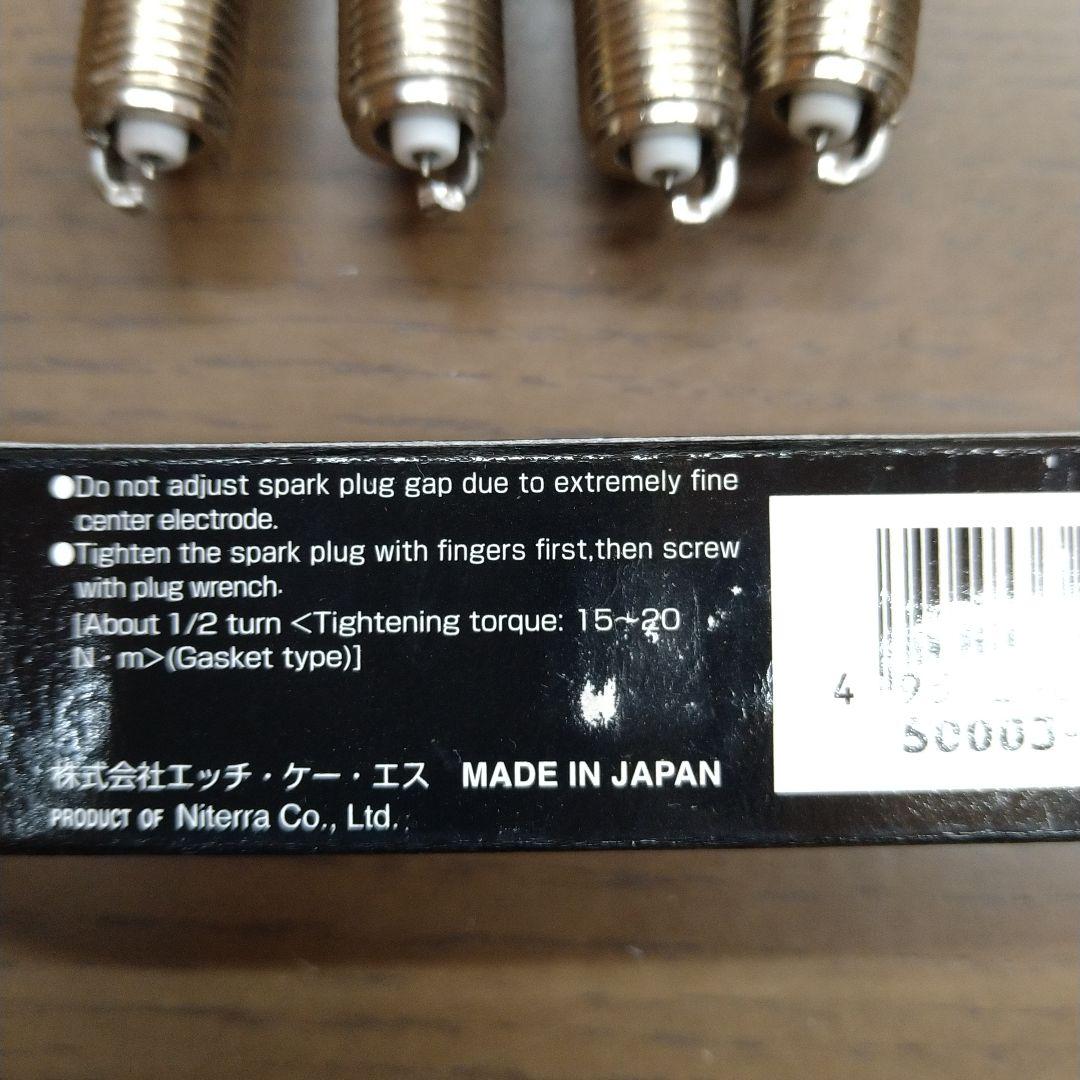 ●Do not adjust spark plug gap due to extremely fine
center electrode.
●Tighten the spark plug with fingers first,then screw
with plug wrench.
[About 1/2 turn <Tightening torque: 15~20
N・m>(Gasket type)]
株式会社エッチ・ケー・エス MADE IN JAPAN
PRODUCT OF Niterra Co., Ltd.
4
50003-